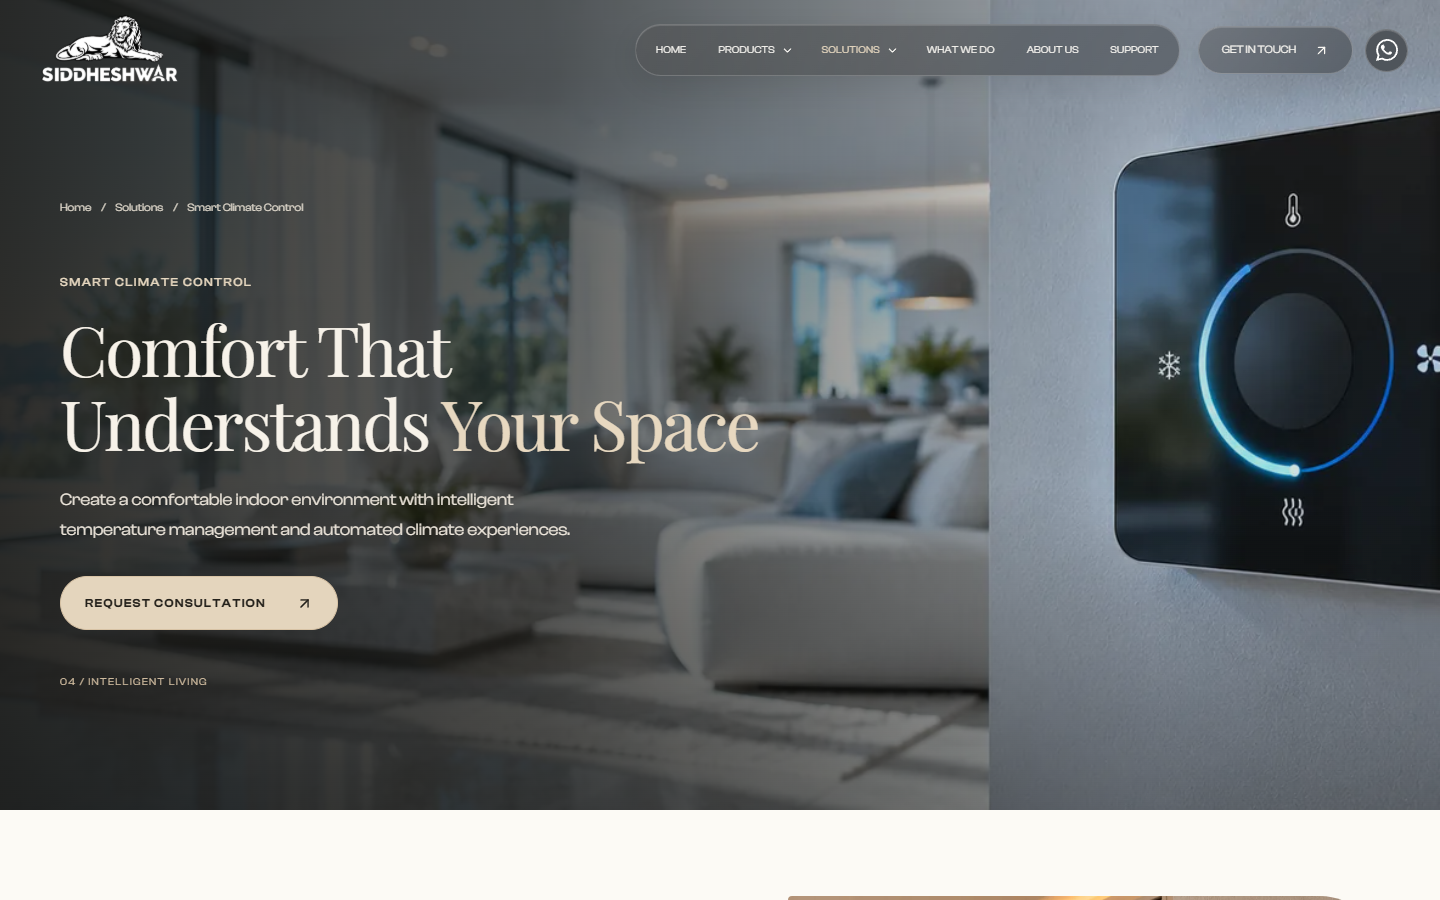 SIDDHESHWAR
HOME
PRODUCTS
SOLUTIONS
WHAT WE DO
ABOUT US
SUPPORT
GET IN TOUCH
Home / Solutions / Smart Climate Control
SMART CLIMATE CONTROL
Comfort That
Understands Your Space
Create a comfortable indoor environment with intelligent
temperature management and automated climate experiences.
REQUEST CONSULTATION
04 / INTELLIGENT LIVING